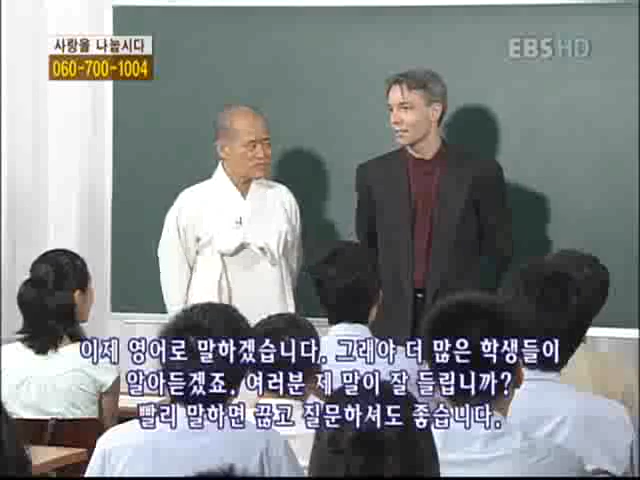 사랑을 나눕시다
060-700-1004
EBS HD
이제 영어로 말하겠습니다. 그래야 더 많은 학생들이
알아듣겠죠. 여러분 제 말이 잘 들립니까?
빨리 말하면 끊고 질문하셔도 좋습니다.